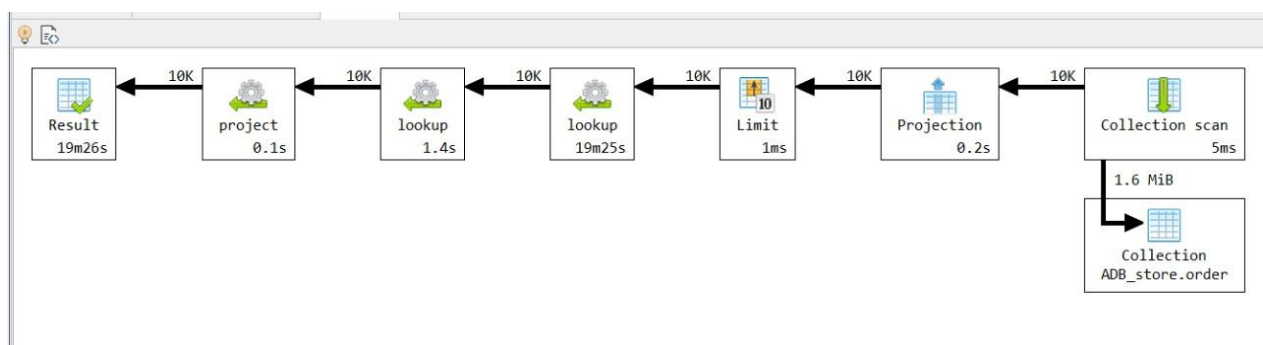 10K
10K
10K
10K
10K
10K
Result
19m26s
project
0.1s
lookup
1.4s
lookup
19m25s
10
Limit
1ms
Projection
0.2s
Collection scan
5ms
1.6 MiB
Collection
ADB_store.order